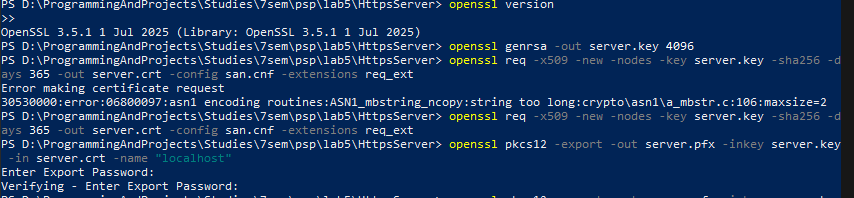 PS D:\ProgrammingAndProjects\Studies\7sem\psp\lab5\HttpsServer> openssl version
>>
OpenSSL 3.5.1 1 Jul 2025 (Library: OpenSSL 3.5.1 1 Jul 2025)
PS D:\ProgrammingAndProjects\Studies\7sem\psp\lab5\HttpsServer> openssl genrsa -out server.key 4096
PS D:\ProgrammingAndProjects\Studies\7sem\psp\lab5\HttpsServer> openssl req -x509 -new -nodes -key server.key -sha256 -d
ays 365 -out server.crt -config san.cnf -extensions req_ext
Error making certificate request
30530000:error:06800097:asn1 encoding routines:ASN1_mbstring_ncopy:string too long:crypto\asn1\a_mbstr.c:106:maxsize=2
PS D:\ProgrammingAndProjects\Studies\7sem\psp\lab5\HttpsServer> openssl req -x509 -new -nodes -key server.key -sha256 -d
ays 365 -out server.crt -config san.cnf -extensions req_ext
PS D:\ProgrammingAndProjects\Studies\7sem\psp\lab5\HttpsServer> openssl pkcs12 -export -out server.pfx -inkey server.key
 -in server.crt -name "localhost"
Enter Export Password:
Verifying - Enter Export Password: